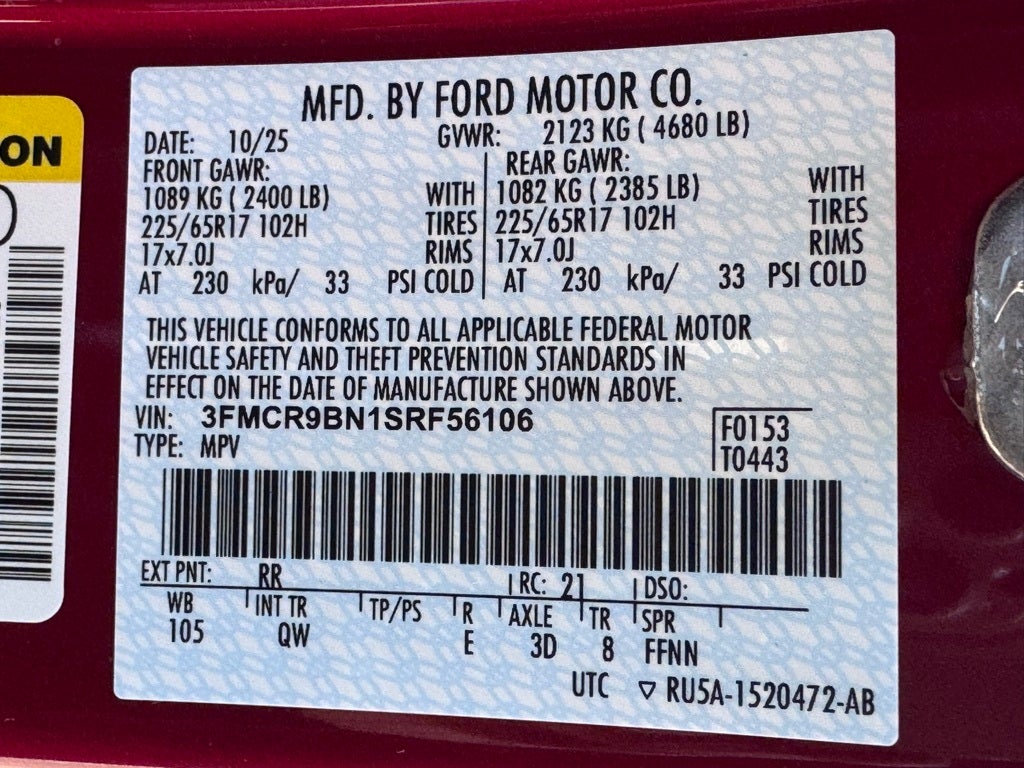 MFD. BY FORD MOTOR CO.
DATE: 10/25 GVWR: 2123 KG ( 4680 LB)
FRONT GAWR: REAR GAWR:
1089 KG ( 2400 LB) WITH 1082 KG ( 2385 LB) WITH
225/65R17 102H TIRES 225/65R17 102H TIRES
17x7.0J RIMS 17x7.0J RIMS
AT 230 kPa/ 33 PSI COLD AT 230 kPa/ 33 PSI COLD
THIS VEHICLE CONFORMS TO ALL APPLICABLE FEDERAL MOTOR
VEHICLE SAFETY AND THEFT PREVENTION STANDARDS IN
EFFECT ON THE DATE OF MANUFACTURE SHOWN ABOVE.
VIN: 3FMCR9BN1SRF56106
TYPE: MPV
F0153
T0443
EXT PNT: RR RC: 21 DSO:
WB INT TR TP/PS R AXLE TR SPR
105 QW E 3D 8 FFNN
UTC ▽ RU5A-1520472-AB
ON